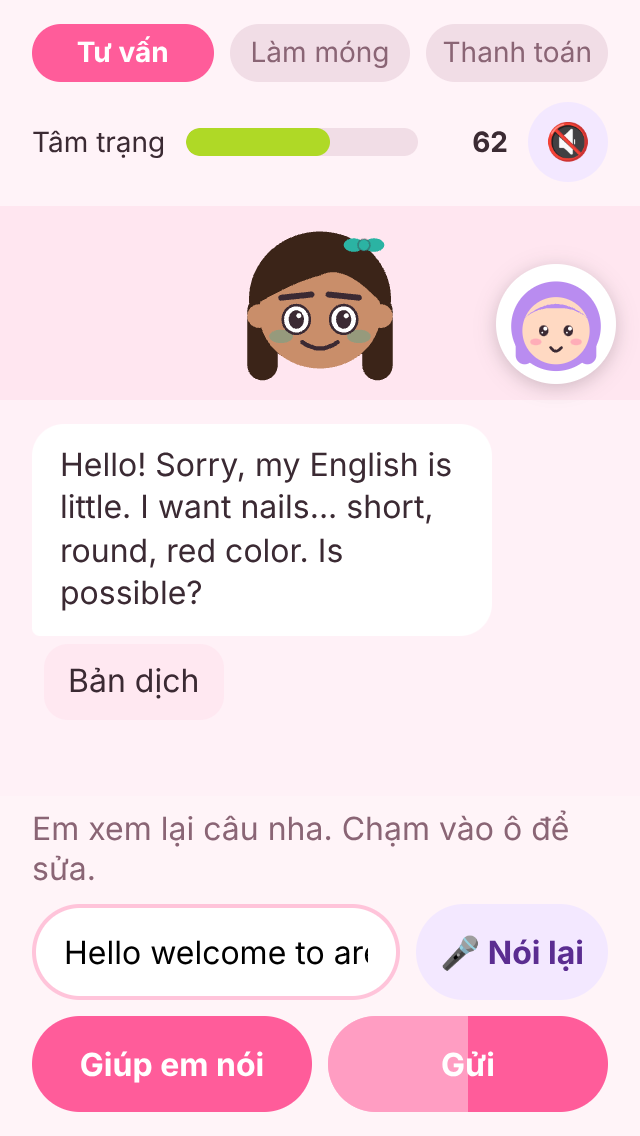 Tư vấn
Làm móng
Thanh toán
Tâm trạng
62
Hello! Sorry, my English is
little. I want nails... short,
round, red color. Is
possible?
Bản dịch
Em xem lại câu nha. Chạm vào ô để
sửa.
Hello welcome to
Nói lại
Giúp em nói
Gửi